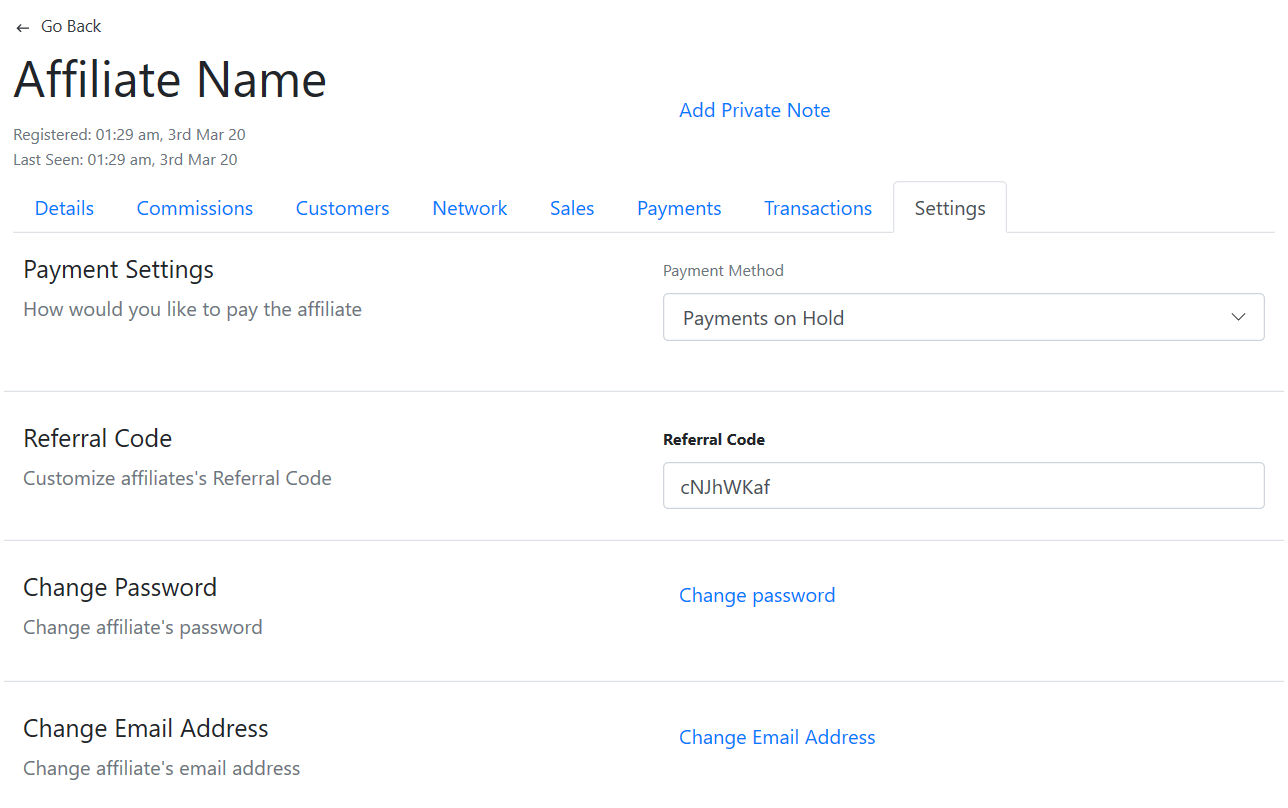 ← Go Back
Affiliate Name
Add Private Note
Registered: 01:29 am, 3rd Mar 20
Last Seen: 01:29 am, 3rd Mar 20
Details Commissions Customers Network Sales Payments Transactions Settings
Payment Settings
How would you like to pay the affiliate
Payment Method
Payments on Hold
Referral Code
Customize affiliates's Referral Code
Referral Code
cNJhWKaf
Change Password
Change affiliate's password
Change password
Change Email Address
Change affiliate's email address
Change Email Address